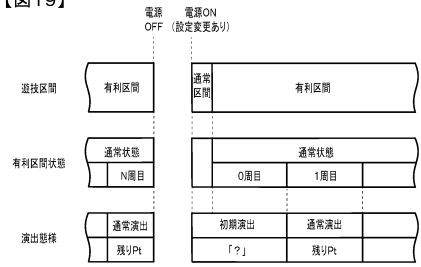 【図19】
電源 電源ON
OFF (設定変更あり)
遊技区間
有利区間
通常
区間
有利区間
有利区間状態
通常状態
N周目
通常状態
0周目
1周目
演出態様
通常演出
残りPt
初期演出
「?」
通常演出
残りPt